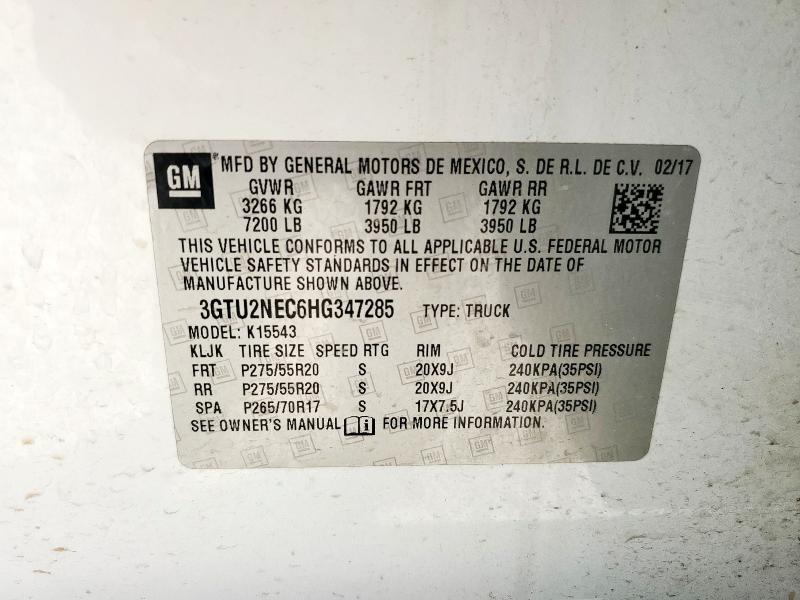 GM
® MFD BY GENERAL MOTORS DE MEXICO, S. DE R.L. DE C.V. 02/17
GVWR GAWR FRT GAWR RR
3266 KG 1792 KG 1792 KG
7200 LB 3950 LB 3950 LB
THIS VEHICLE CONFORMS TO ALL APPLICABLE U.S. FEDERAL MOTOR
VEHICLE SAFETY STANDARDS IN EFFECT ON THE DATE OF
MANUFACTURE SHOWN ABOVE.
3GTU2NEC6HG347285 TYPE: TRUCK
MODEL: K15543
KLJK TIRE SIZE SPEED RTG RIM COLD TIRE PRESSURE
FRT P275/55R20 S 20X9J 240KPA(35PSI)
RR P275/55R20 S 20X9J 240KPA(35PSI)
SPA P265/70R17 S 17X7.5J 240KPA(35PSI)
SEE OWNER'S MANUAL i FOR MORE INFORMATION.